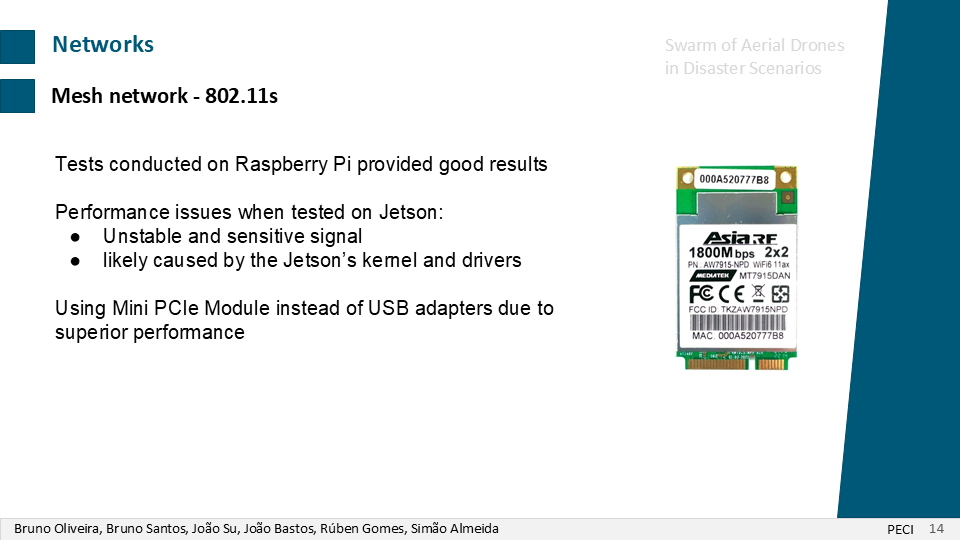 Networks
Swarm of Aerial Drones
in Disaster Scenarios
Mesh network - 802.11s
Tests conducted on Raspberry Pi provided good results
Performance issues when tested on Jetson:
● Unstable and sensitive signal
● likely caused by the Jetson's kernel and drivers
Using Mini PCIe Module instead of USB adapters due to
superior performance
000A520777B8
AsiaRF
1800Mbps 2x2
PN. AW7915-NPD WiFi6 11ax
MEDIATEK MT7915DAN
FC CE
FCC ID TKZAW7915NPD
MAC. 000A520777B8
Bruno Oliveira, Bruno Santos, João Su, João Bastos, Rúben Gomes, Simão Almeida
PECI 14